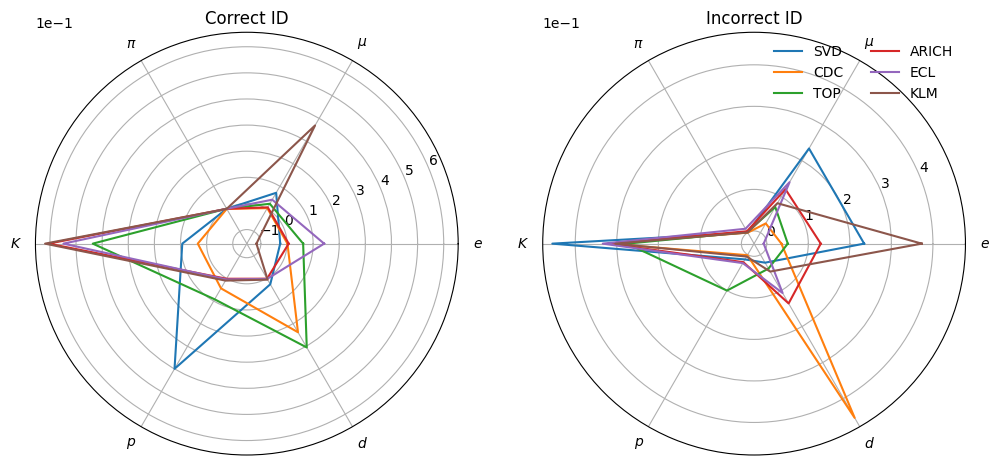 Correct ID
1e−1
π
μ
6
5
4
3
2
1
0
−1
K
e
p
d
Incorrect ID
1e−1
π
μ
SVD
CDC
TOP
ARICH
ECL
KLM
4
3
2
1
0
K
e
p
d